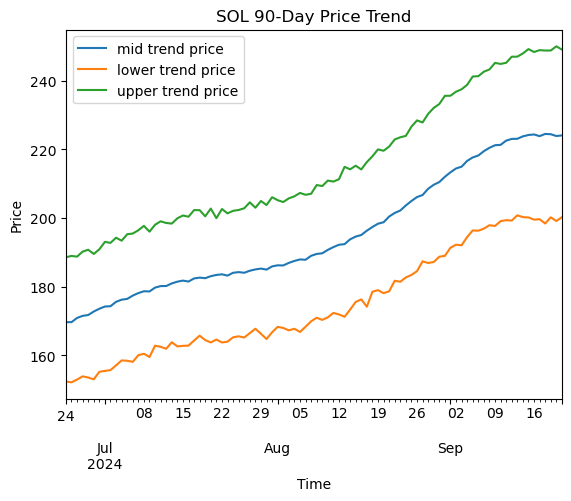 SOL 90-Day Price Trend
mid trend price
lower trend price
upper trend price
240
220
200
180
160
Price
24 08 15 22 29 05 12 19 26 02 09 16
Jul Aug Sep
2024
Time